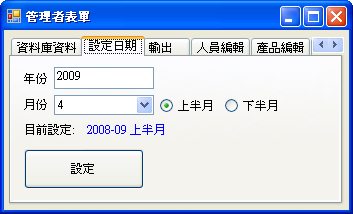 管理者表單
資料庫資料 設定日期 輸出 人員編輯 產品編輯
年份 2009
月份 4 上半月 下半月
目前設定: 2008-09 上半月
設定